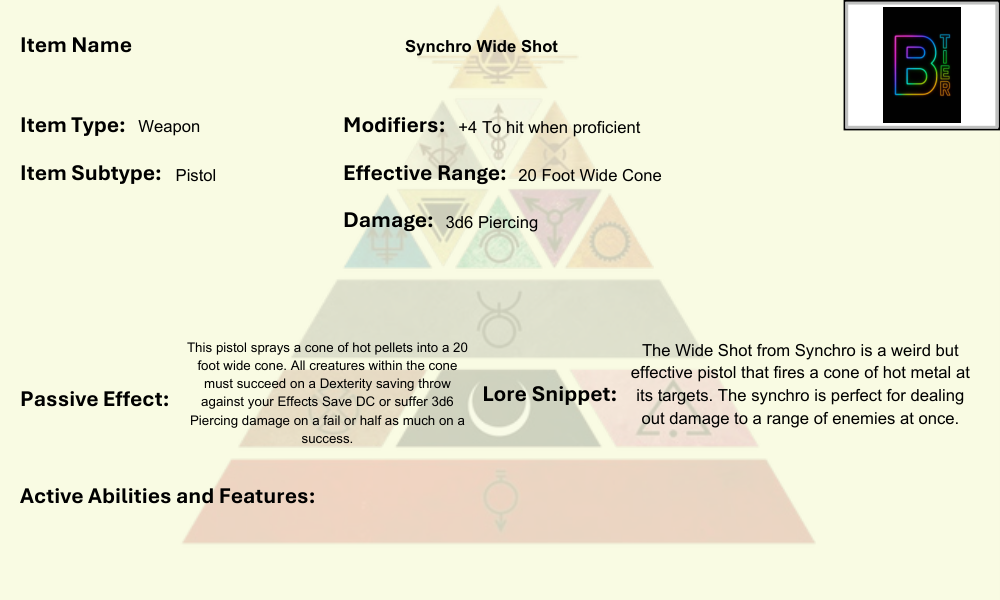 Item Name
Synchro Wide Shot
B TIER
Item Type: Weapon
Modifiers: +4 To hit when proficient
Item Subtype: Pistol
Effective Range: 20 Foot Wide Cone
Damage: 3d6 Piercing
Passive Effect:
This pistol sprays a cone of hot pellets into a 20
foot wide cone. All creatures within the cone
must succeed on a Dexterity saving throw
against your Effects Save DC or suffer 3d6
Piercing damage on a fail or half as much on a
success.
Lore Snippet:
The Wide Shot from Synchro is a weird but
effective pistol that fires a cone of hot metal at
its targets. The synchro is perfect for dealing
out damage to a range of enemies at once.
Active Abilities and Features: